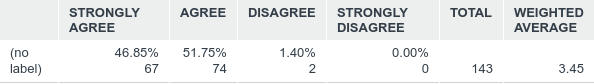 STRONGLY AGREE DISAGREE STRONGLY TOTAL WEIGHTED
AGREE DISAGREE AVERAGE
(no 46.85% 51.75% 1.40% 0.00%
label) 67 74 2 0 143 3.45